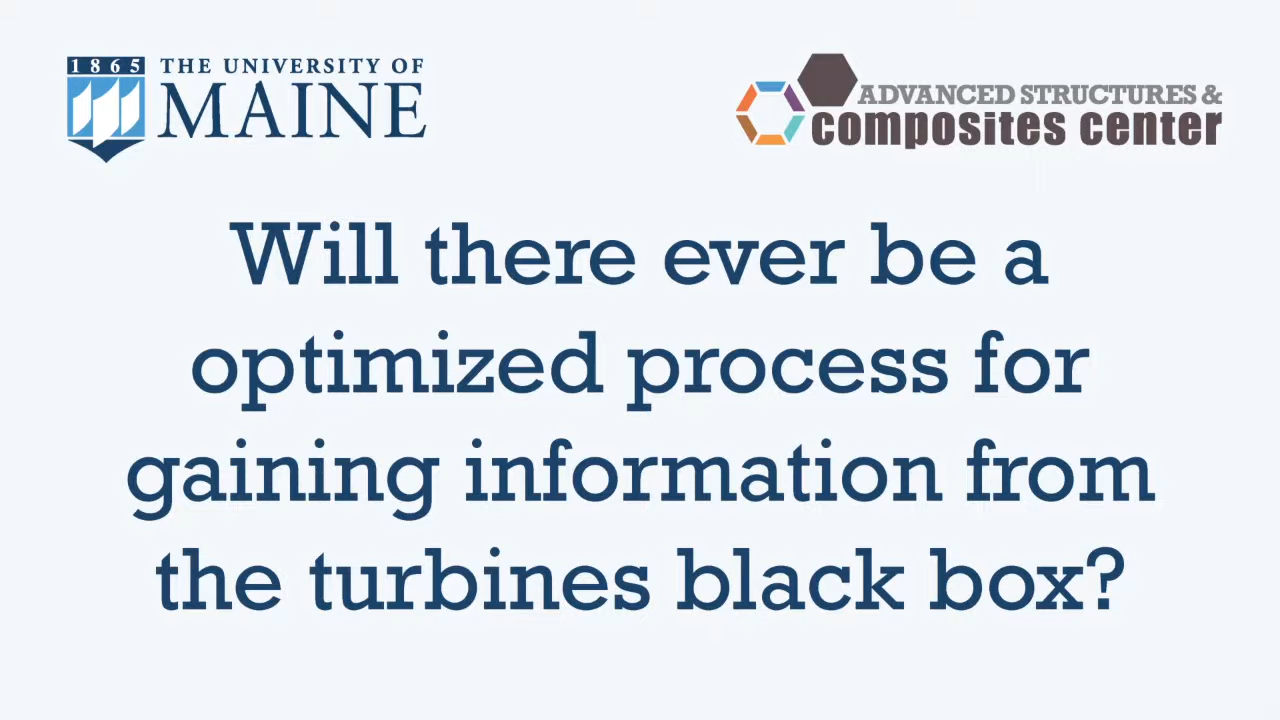 1865 THE UNIVERSITY OF
MAINE
ADVANCED STRUCTURES &
composites center
Will there ever be a
optimized process for
gaining information from
the turbines black box?